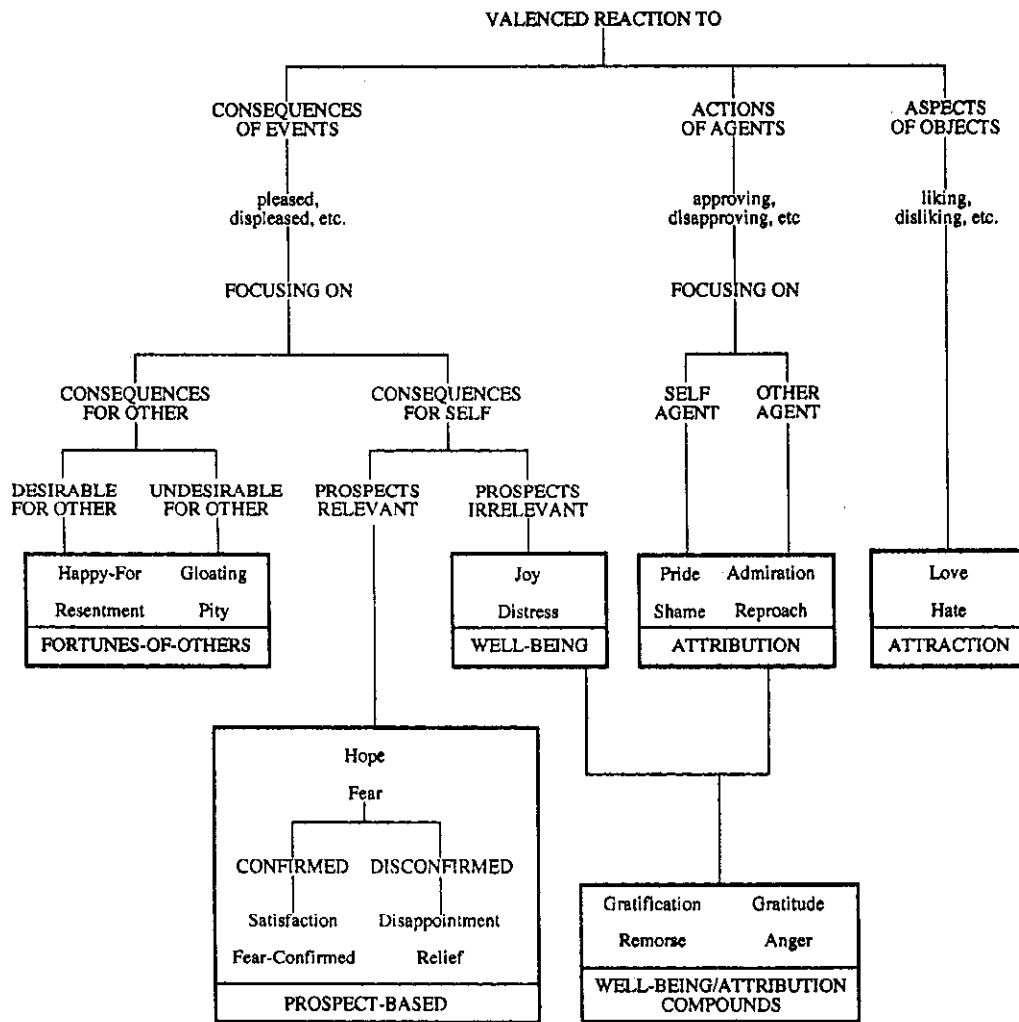 VALENCED REACTION TO
CONSEQUENCES
OF EVENTS
ACTIONS
OF AGENTS
ASPECTS
OF OBJECTS
pleased,
displeased, etc.
approving,
disapproving, etc
liking,
disliking, etc.
FOCUSING ON
FOCUSING ON
CONSEQUENCES
FOR OTHER
CONSEQUENCES
FOR SELF
SELF
AGENT
OTHER
AGENT
DESIRABLE
FOR OTHER
UNDESIRABLE
FOR OTHER
PROSPECTS
RELEVANT
PROSPECTS
IRRELEVANT
Happy-For Gloating
Resentment Pity
FORTUNES-OF-OTHERS
Joy
Distress
WELL-BEING
Pride Admiration
Shame Reproach
ATTRIBUTION
Love
Hate
ATTRACTION
Hope
Fear
CONFIRMED DISCONFIRMED
Satisfaction Disappointment
Fear-Confirmed Relief
PROSPECT-BASED
Gratification Gratitude
Remorse Anger
WELL-BEING/ATTRIBUTION
COMPOUNDS